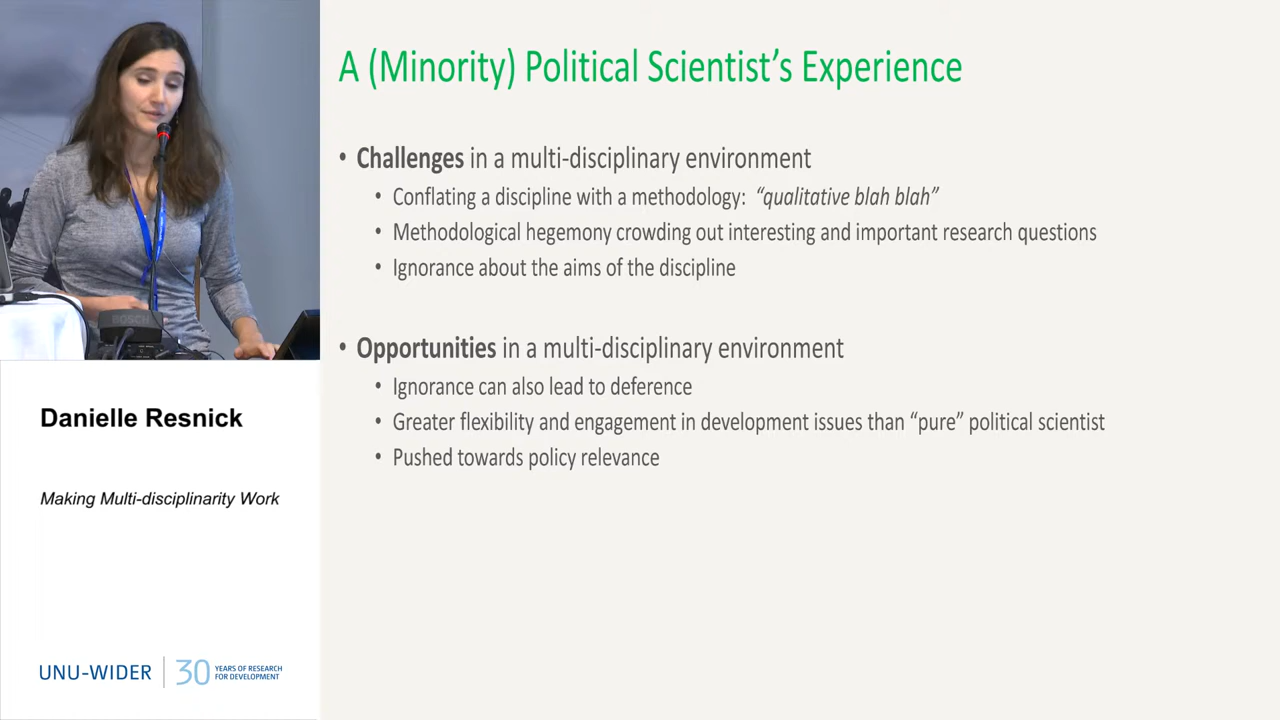 A (Minority) Political Scientist's Experience
• Challenges in a multi-disciplinary environment
• Conflating a discipline with a methodology: “qualitative blah blah”
• Methodological hegemony crowding out interesting and important research questions
• Ignorance about the aims of the discipline
• Opportunities in a multi-disciplinary environment
• Ignorance can also lead to deference
• Greater flexibility and engagement in development issues than “pure” political scientist
• Pushed towards policy relevance
BOSCH
Danielle Resnick
Making Multi-disciplinarity Work
UNU-WIDER
30
YEARS OF RESEARCH
FOR DEVELOPMENT